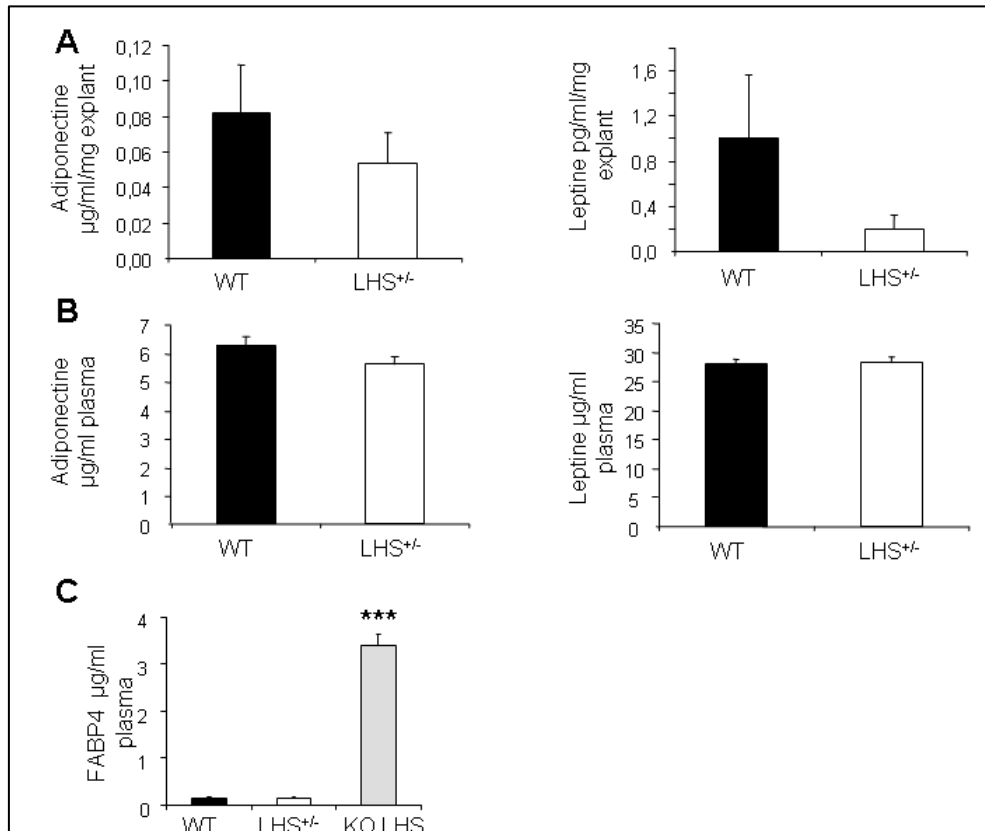 A
Adiponectine
µg/ml/mg explant
0,12
0,10
0,08
0,06
0,04
0,02
0,00
WT
LHS+/-
Leptine pg/ml/mg
explant
1,6
1,2
0,8
0,4
0,0
WT
LHS+/-
B
Adiponectine
µg/ml plasma
7
6
5
4
3
2
1
0
WT
LHS+/-
Leptine µg/ml
plasma
35
30
25
20
15
10
5
0
WT
LHS+/-
C
FABP4 µg/ml
plasma
4
3
2
1
0
***
WT
LHS+/-
KO LHS